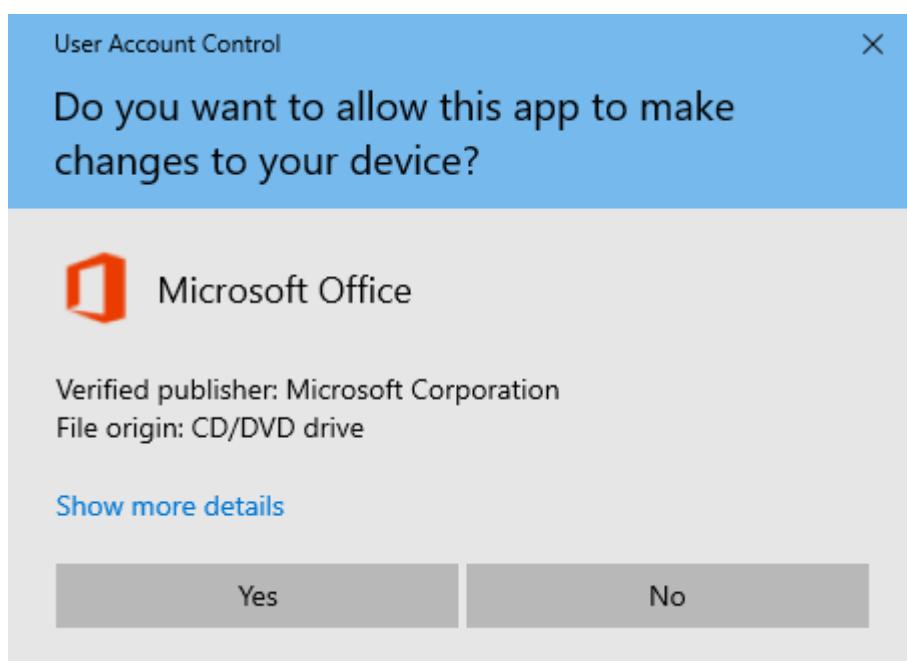 User Account Control
Do you want to allow this app to make
changes to your device?
Microsoft Office
Verified publisher: Microsoft Corporation
File origin: CD/DVD drive
Show more details
Yes No